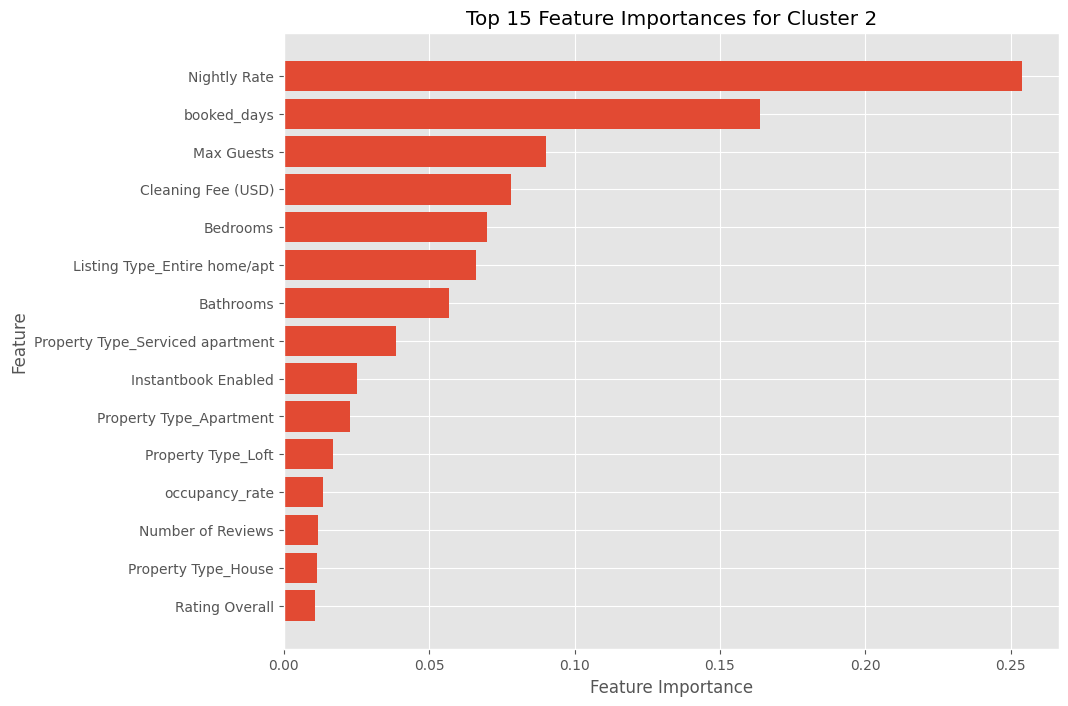 Top 15 Feature Importances for Cluster 2
Nightly Rate
booked_days
Max Guests
Cleaning Fee (USD)
Bedrooms
Listing Type_Entire home/apt
Bathrooms
Property Type_Serviced apartment
Instantbook Enabled
Property Type_Apartment
Property Type_Loft
occupancy_rate
Number of Reviews
Property Type_House
Rating Overall
Feature
0.00 0.05 0.10 0.15 0.20 0.25
Feature Importance